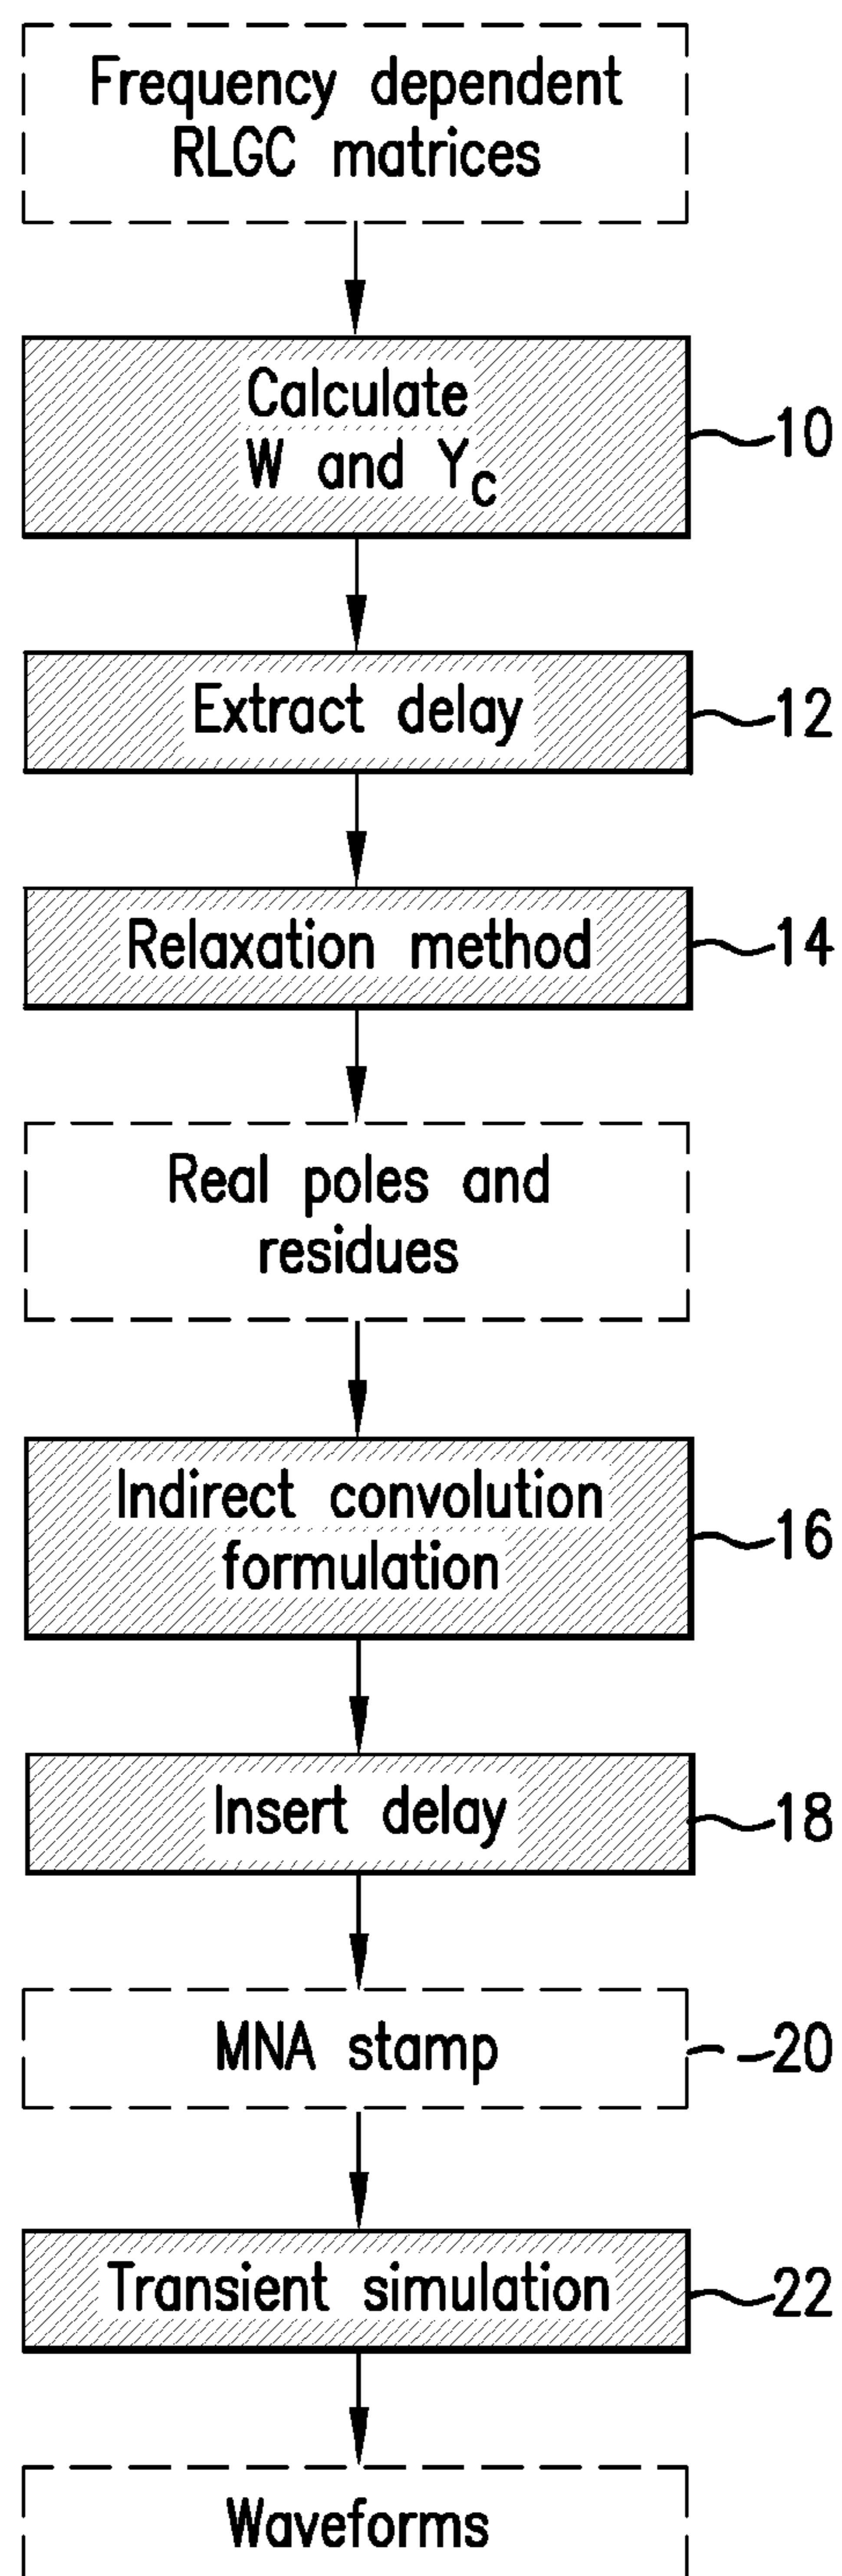 Frequency dependent
RLGC matrices
Calculate
W and Yc
10
Extract delay
12
Relaxation method
14
Real poles and
residues
Indirect convolution
formulation
16
Insert delay
18
MNA stamp
20
Transient simulation
22
Waveforms